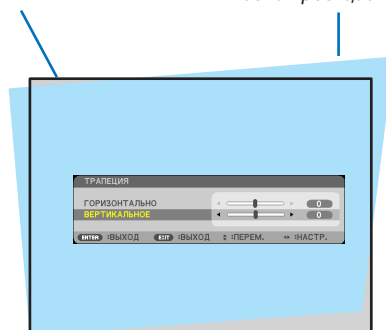 ТРАПЕЦИЯ
ГОРИЗОНТАЛЬНО 0
ВЕРТИКАЛЬНОЕ 0
ENTER :ВЫХОД EXIT :ВЫХОД :ПЕРЕМ. :НАСТР.